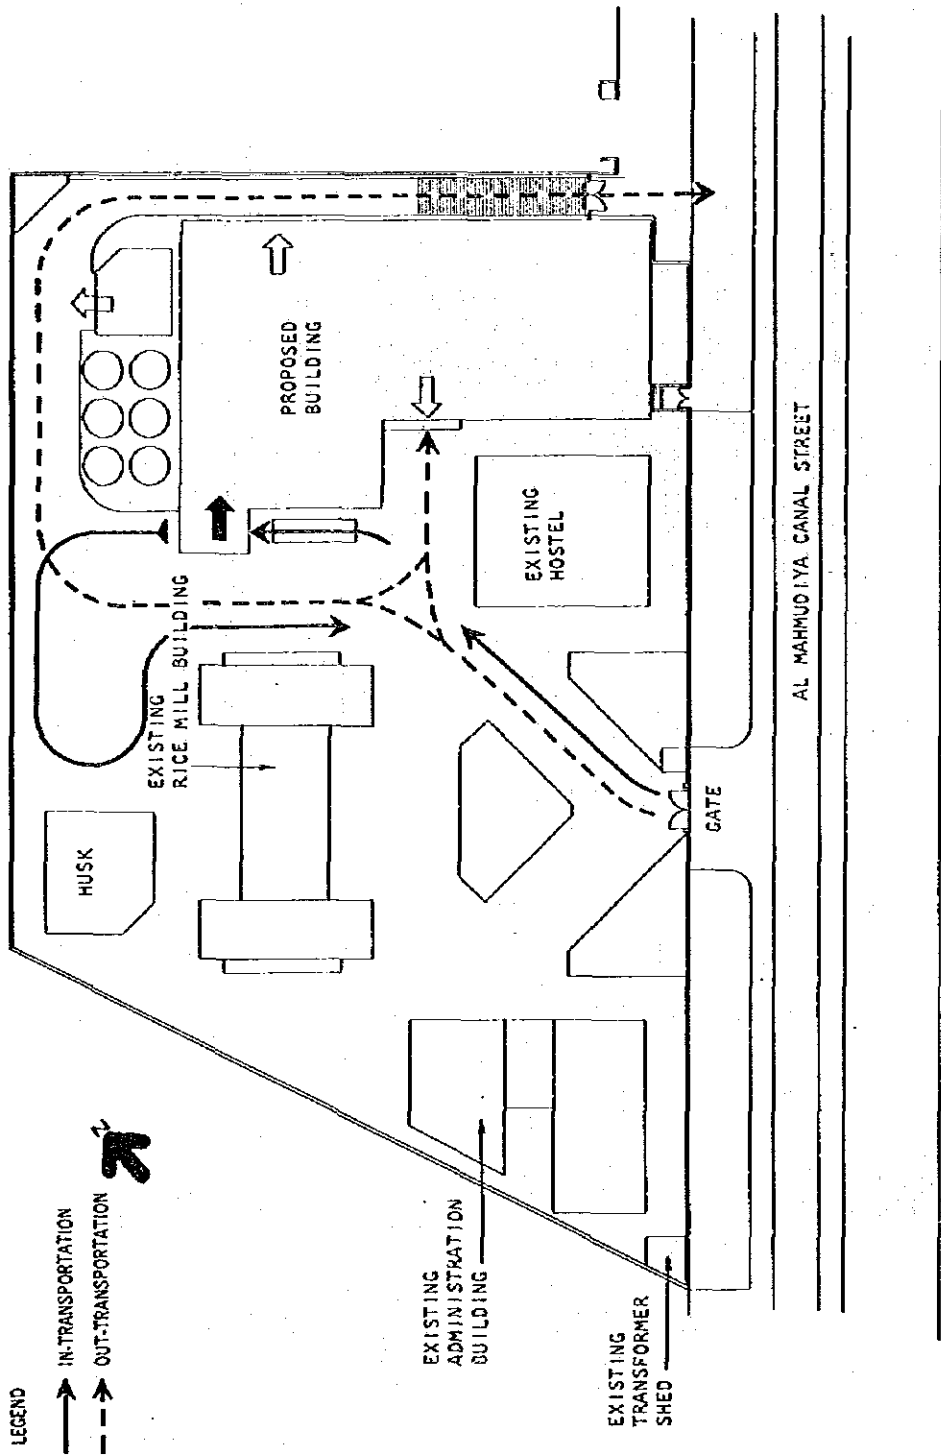 LEGEND
IN-TRANSPORTATION
OUT-TRANSPORTATION
N
HUSK
EXISTING
RICE MILL BUILDING
PROPOSED
BUILDING
EXISTING
HOSTEL
EXISTING
ADMINISTRATION
BUILDING
EXISTING
TRANSFORMER
SHED
GATE
AL MAHMUDIYA CANAL STREET